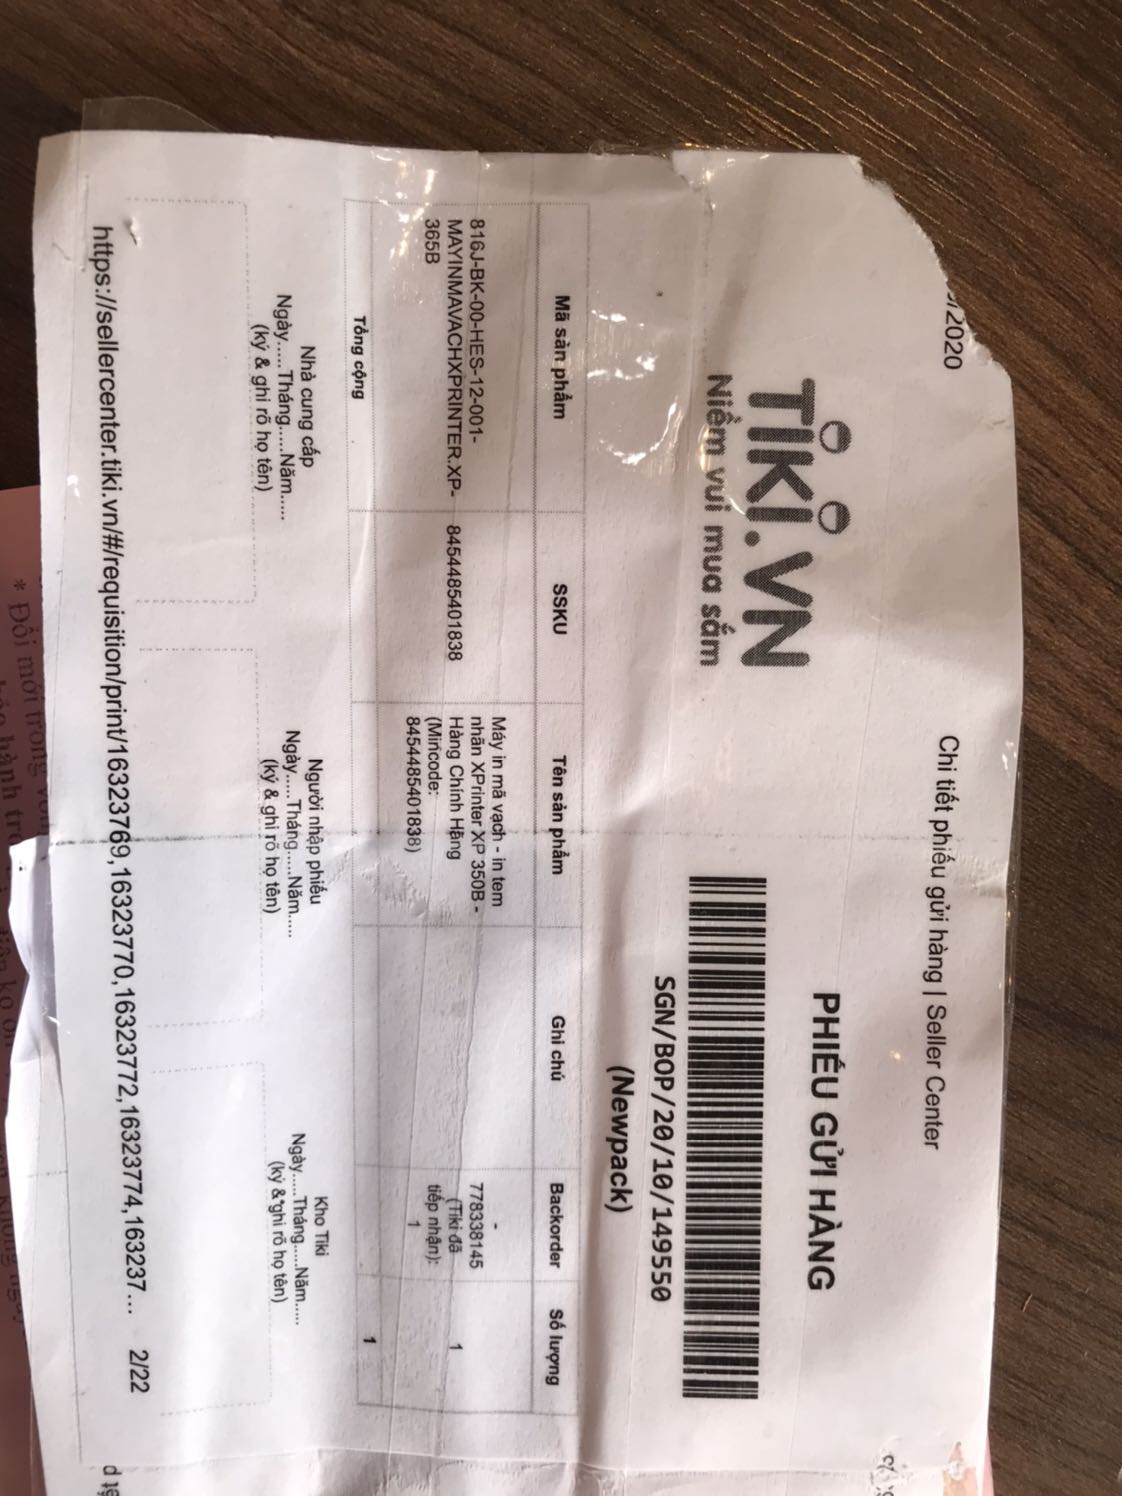 /2020
Chi tiết phiếu gửi hàng | Seller Center
TiKi.VN
Niềm vui mua sắm
PHIẾU GỬI HÀNG
SGN/BOP/20/10/149550
(Newpack)
Mã sản phẩm SSKU Tên sản phẩm Ghi chú Backorder Số lượng
816J-BK-00-HES-12-001-
MAYINMAVACHXPRINTER.XP-
365B
8454485401838
Máy in mã vạch - in tem
nhãn XPrinter XP 350B -
Hàng Chính Hãng
(Mincode:
8454485401838)
-
778338145
(Tiki đã
tiếp nhận):
1
1
Tổng cộng 1
Nhà cung cấp
Ngày.....Tháng.....Năm.....
(ký & ghi rõ họ tên)
Người nhập phiếu
Ngày.....Tháng.....Năm.....
(ký & ghi rõ họ tên)
Kho Tiki
Ngày.....Tháng.....Năm.....
(ký & ghi rõ họ tên)
https://sellercenter.tiki.vn/#/requisition/print/16323769,16323770,16323772,16323774,163237... 2/22
* Đổi mới trong